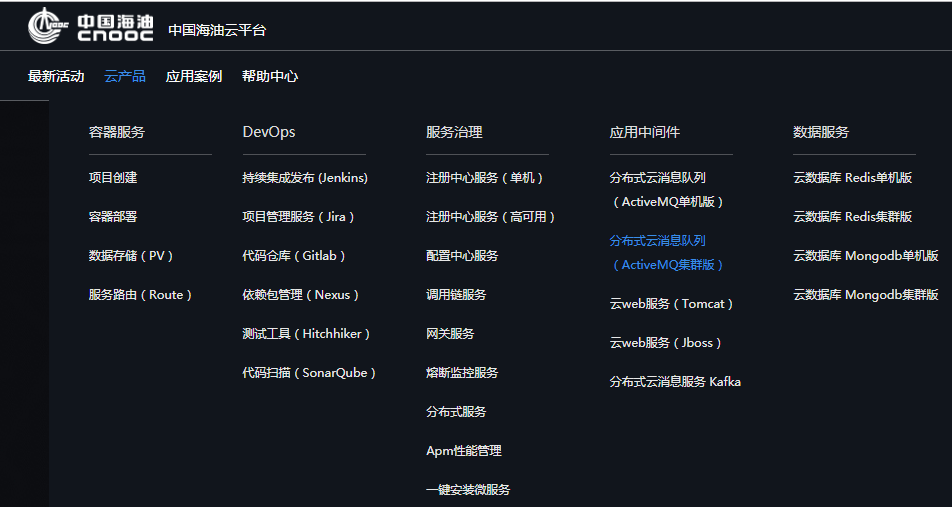 中国海油
CNOOC
中国海油云平台
最新活动 云产品 应用案例 帮助中心
容器服务
项目创建
容器部署
数据存储（PV）
服务路由（Route）
DevOps
持续集成发布 (Jenkins)
项目管理服务（Jira）
代码仓库（Gitlab）
依赖包管理（Nexus）
测试工具（Hitchhiker）
代码扫描（SonarQube）
服务治理
注册中心服务（单机）
注册中心服务（高可用）
配置中心服务
调用链服务
网关服务
熔断监控服务
分布式服务
Apm性能管理
一键安装微服务
应用中间件
分布式云消息队列
（ActiveMQ单机版）
分布式云消息队列
（ActiveMQ集群版）
云web服务（Tomcat）
云web服务（Jboss）
分布式云消息服务 Kafka
数据服务
云数据库 Redis单机版
云数据库 Redis集群版
云数据库 Mongodb单机版
云数据库 Mongodb集群版